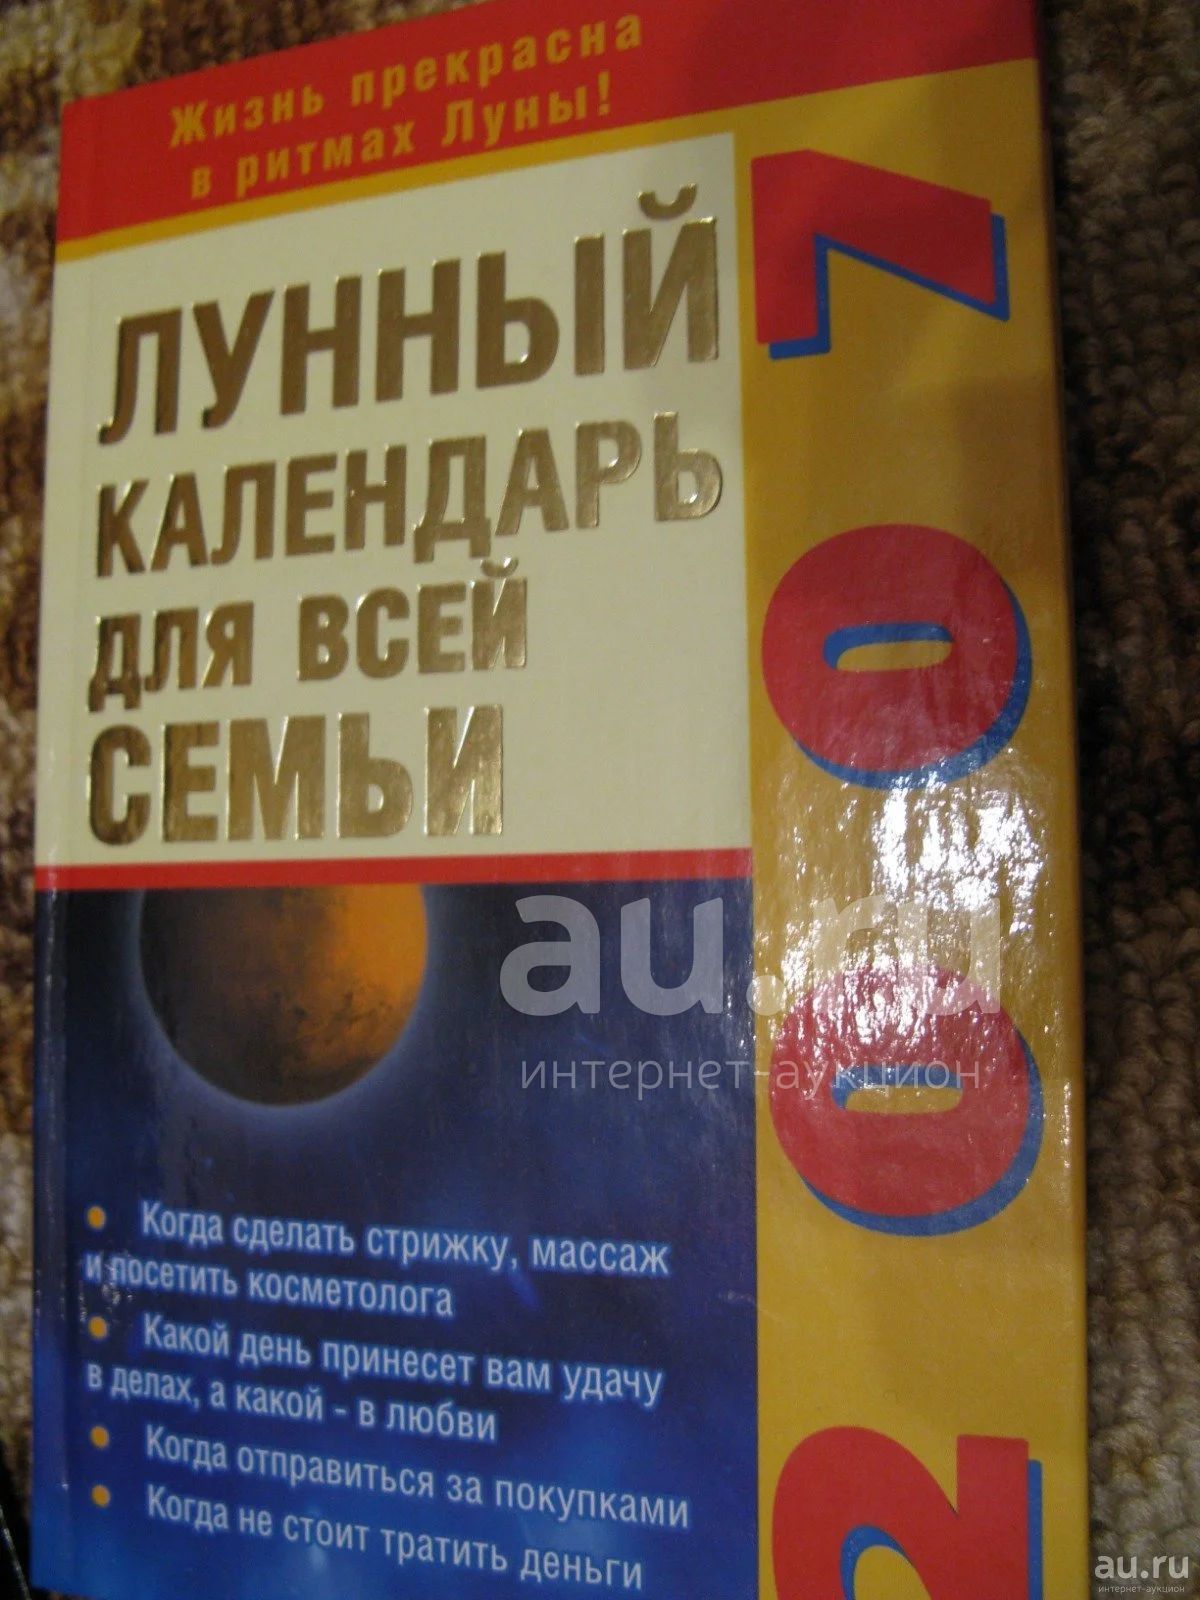 Жизнь прекрасна
в ритмах Луны!
ЛУННЫЙ
КАЛЕНДАРЬ
ДЛЯ ВСЕЙ
СЕМЬИ
2007
au.ru
интернет-аукцион
• Когда сделать стрижку, массаж
и посетить косметолога
• Какой день принесет вам удачу
в делах, а какой - в любви
• Когда отправиться за покупками
• Когда не стоит тратить деньги
au.ru
интернет-аукцион